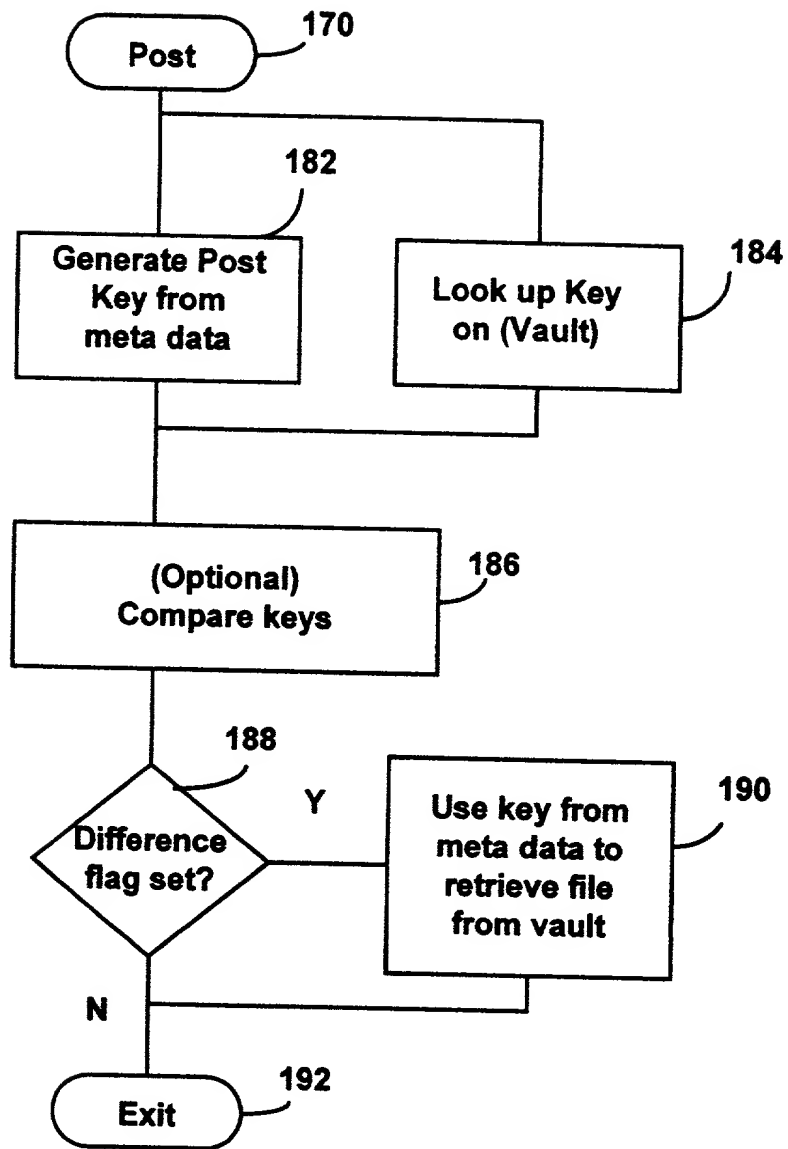 Post
170
182
Generate Post
Key from
meta data
184
Look up Key
on (Vault)
(Optional)
Compare keys
186
188
Difference
flag set?
Y
190
Use key from
meta data to
retrieve file
from vault
N
192
Exit